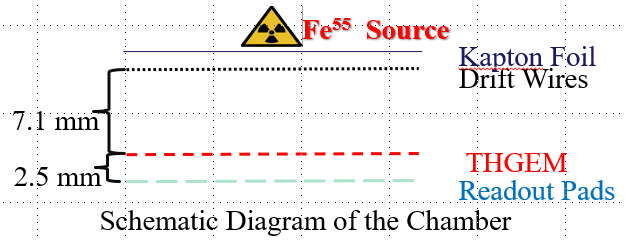 Fe55 Source
Kapton Foil
Drift Wires
7.1 mm
THGEM
2.5 mm
Readout Pads
Schematic Diagram of the Chamber